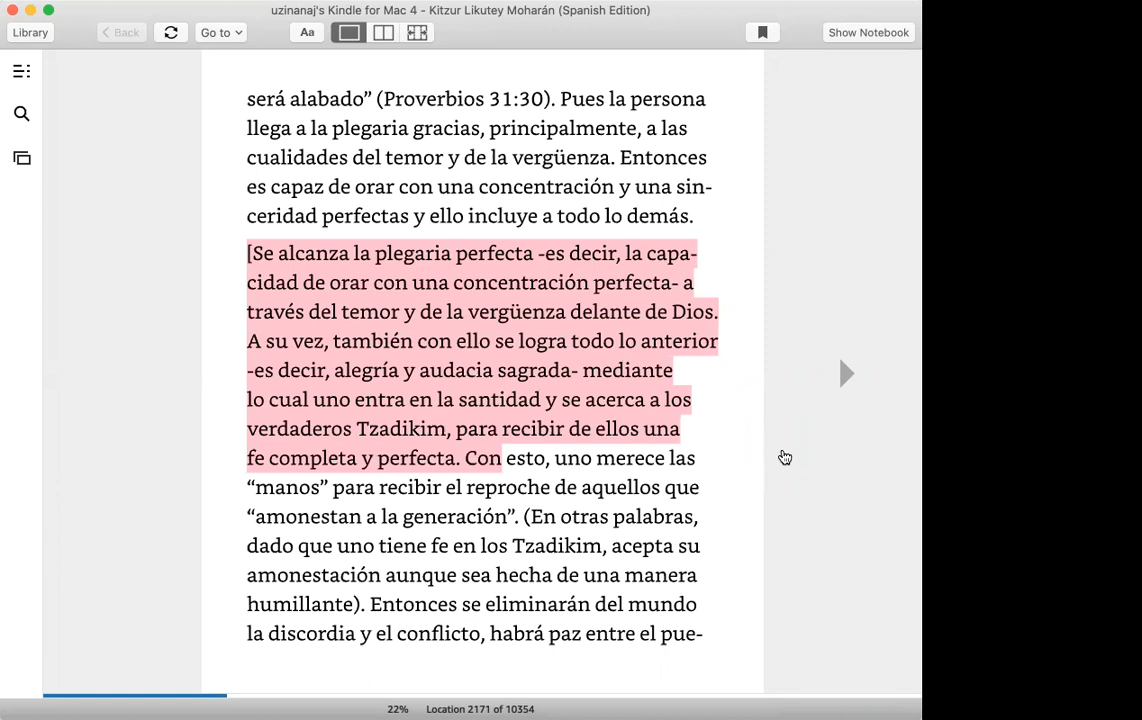 uzinanaj's Kindle for Mac 4 - Kitzur Likutey Moharán (Spanish Edition)
Library
Back
Go to
Aa
Show Notebook
será alabado” (Proverbios 31:30). Pues la persona
llega a la plegaria gracias, principalmente, a las
cualidades del temor y de la vergüenza. Entonces
es capaz de orar con una concentración y una sin-
ceridad perfectas y ello incluye a todo lo demás.
[Se alcanza la plegaria perfecta -es decir, la capa-
cidad de orar con una concentración perfecta- a
través del temor y de la vergüenza delante de Dios.
A su vez, también con ello se logra todo lo anterior
-es decir, alegría y audacia sagrada- mediante
lo cual uno entra en la santidad y se acerca a los
verdaderos Tzadikim, para recibir de ellos una
fe completa y perfecta. Con esto, uno merece las
“manos” para recibir el reproche de aquellos que
“amonestan a la generación”. (En otras palabras,
dado que uno tiene fe en los Tzadikim, acepta su
amonestación aunque sea hecha de una manera
humillante). Entonces se eliminarán del mundo
la discordia y el conflicto, habrá paz entre el pue-
22% Location 2171 of 10354